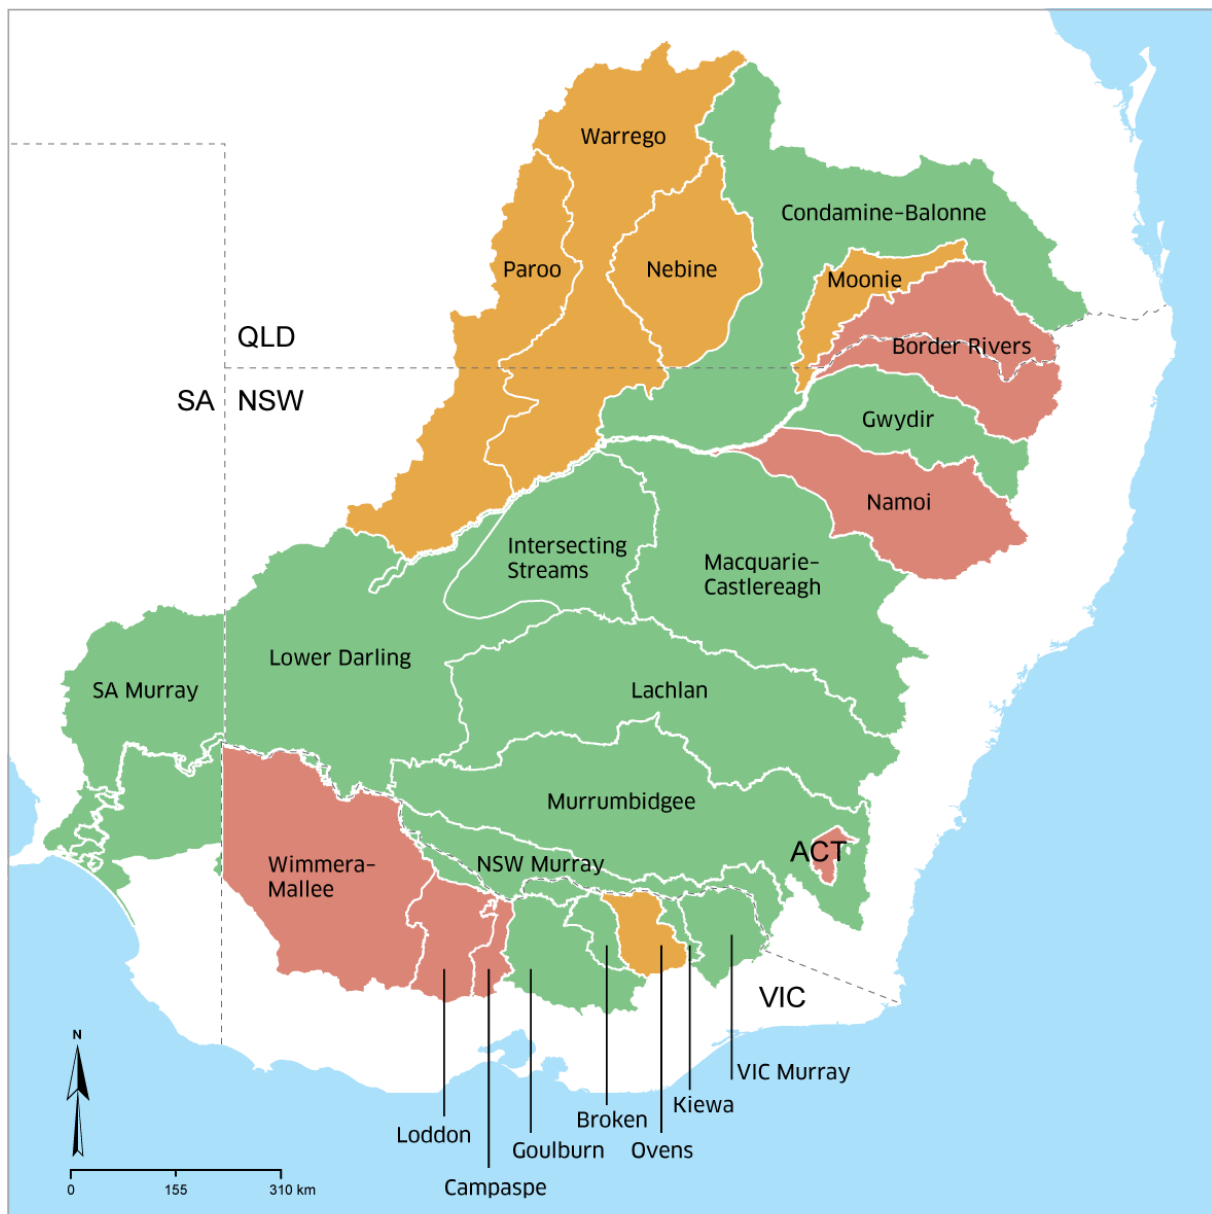 Warrego
Condamine-Balonne
Paroo
Nebine
Moonie
QLD
Border Rivers
SA
NSW
Gwydir
Namoi
Intersecting
Streams
Macquarie-
Castlereagh
Lower Darling
SA Murray
Lachlan
Murrumbidgee
ACT
NSW Murray
Wimmera-
Mallee
VIC
N
VIC Murray
Kiewa
Broken
Loddon
Goulburn
Ovens
Campaspe
0
155
310 km